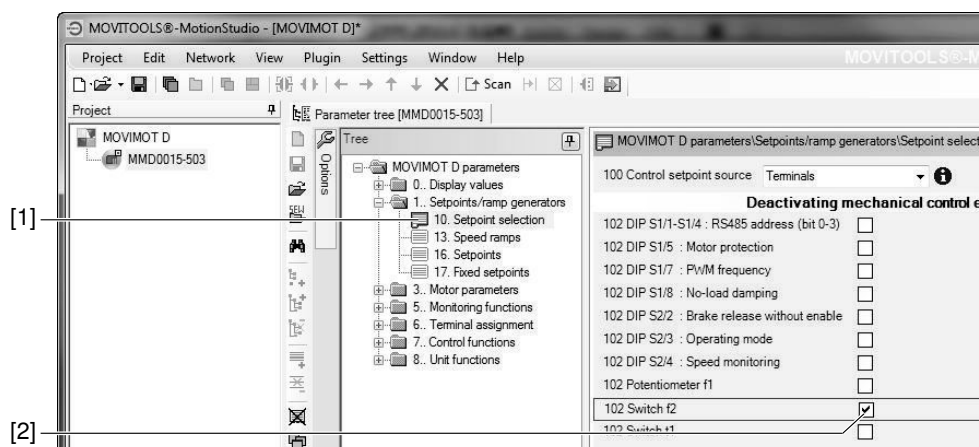 MOVITOOLS®-MotionStudio - [MOVIMOT D]*
Project Edit Network View Plugin Settings Window Help
MOVITOOLS®-M
Scan
Project
Parameter tree [MMD0015-503]
MOVIMOT D
MMD0015-503
Options
SEW
Tree
MOVIMOT D parameters
0.. Display values
1.. Setpoints/ramp generators
[1]
10. Setpoint selection
13. Speed ramps
16. Setpoints
17. Fixed setpoints
3.. Motor parameters
5.. Monitoring functions
6.. Terminal assignment
7.. Control functions
8.. Unit functions
MOVIMOT D parameters\Setpoints/ramp generators\Setpoint select
100 Control setpoint source Terminals
Deactivating mechanical control e
102 DIP S1/1-S1/4 : RS485 address (bit 0-3)
102 DIP S1/5 : Motor protection
102 DIP S1/7 : PWM frequency
102 DIP S1/8 : No-load damping
102 DIP S2/2 : Brake release without enable
102 DIP S2/3 : Operating mode
102 DIP S2/4 : Speed monitoring
102 Potentiometer f1
102 Switch f2
[2]
102 Switch t1